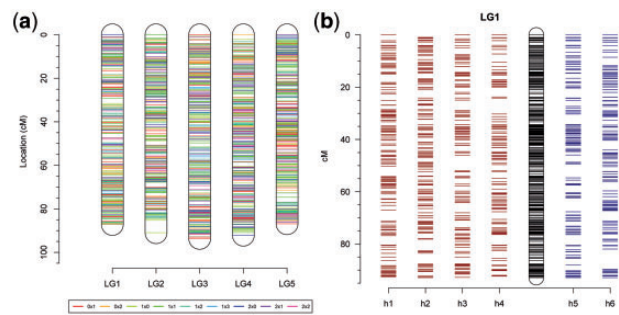 (a)
Location (cM)
0
20
40
60
80
100
LG1 LG2 LG3 LG4 LG5
0x1 0x2 1x0 1x1 1x2 1x3 2x0 2x1 2x2
(b)
LG1
cM
0
20
40
60
80
h1 h2 h3 h4 h5 h6